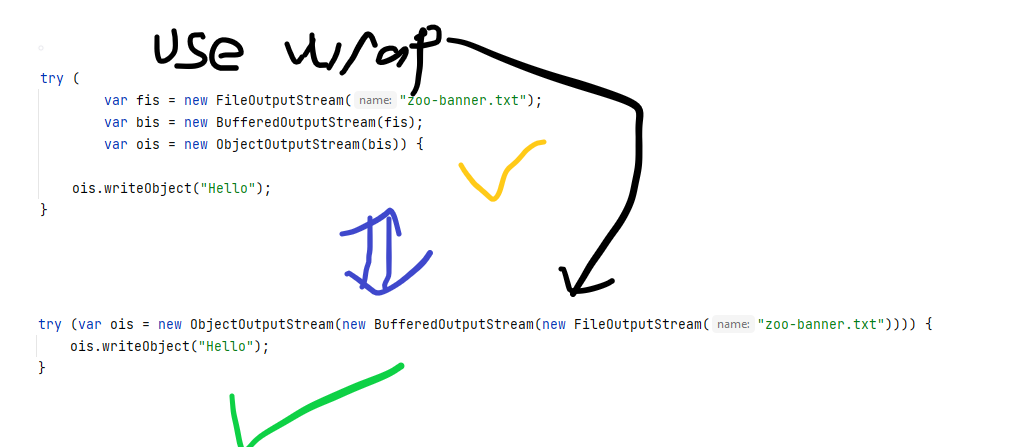 use wrap
try (
var fis = new FileOutputStream( name: "zoo-banner.txt");
var bis = new BufferedOutputStream(fis);
var ois = new ObjectOutputStream(bis)) {
ois.writeObject("Hello");
}
try (var ois = new ObjectOutputStream(new BufferedOutputStream(new FileOutputStream( name: "zoo-banner.txt")))) {
ois.writeObject("Hello");
}